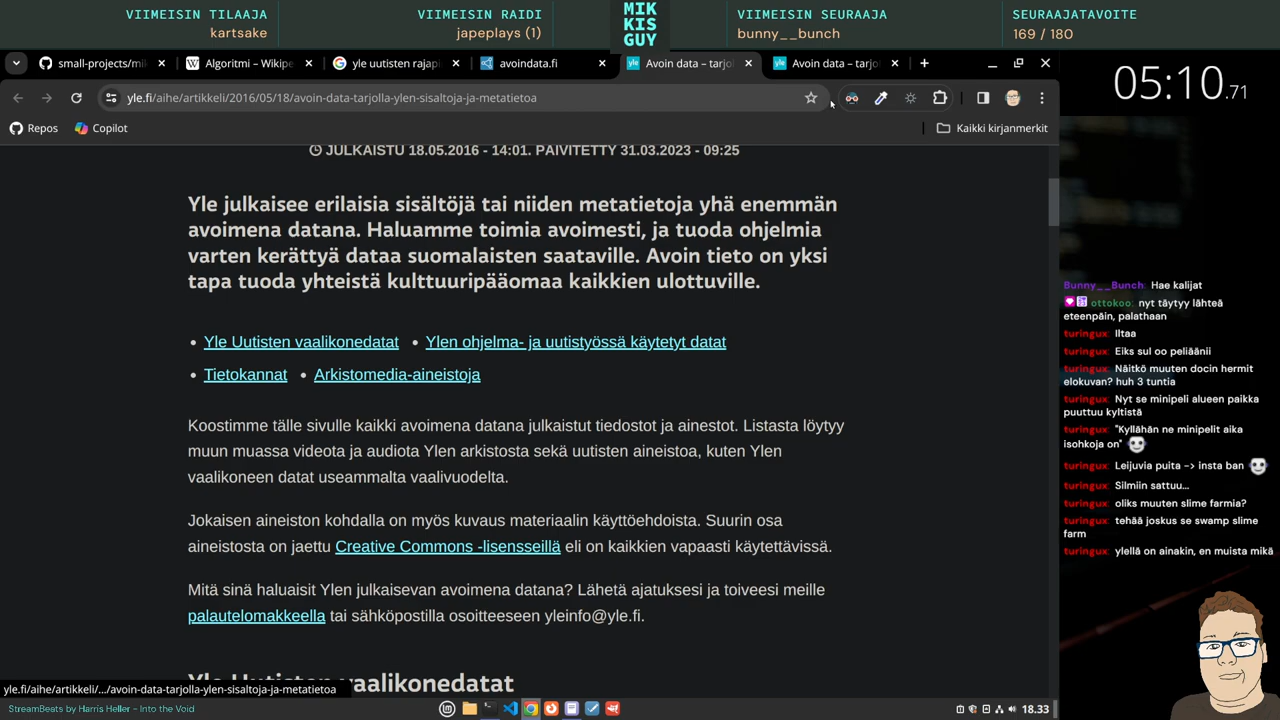 VIIMEISIN TILAAJA
kartsake
VIIMEISIN RAIDI
japeplays (1)
MIK
KIS
GUY
VIIMEISIN SEURAAJA
bunny__bunch
SEURAAJATAVOITE
169 / 180
small-projects/mi
Algoritmi – Wikip
yle uutisten rajapi
avoindata.fi
Avoin data – tarjo
Avoin data – tarjo
05:10.71
yle.fi/aihe/artikkeli/2016/05/18/avoin-data-tarjolla-ylen-sisaltoja-ja-metatietoa
Repos
Copilot
Kaikki kirjanmerkit
JULKAISTU 18.05.2016 - 14:01. PÄIVITETTY 31.03.2023 - 09:25
Yle julkaisee erilaisia sisältöjä tai niiden metatietoja yhä enemmän
avoimena datana. Haluamme toimia avoimesti, ja tuoda ohjelmia
varten kerättyä dataa suomalaisten saataville. Avoin tieto on yksi
tapa tuoda yhteistä kulttuuripääomaa kaikkien ulottuville.
• Yle Uutisten vaalikonedatat • Ylen ohjelma- ja uutistyössä käytetyt datat
• Tietokannat • Arkistomedia-aineistoja
Koostimme tälle sivulle kaikki avoimena datana julkaistut tiedostot ja ainestot. Listasta löytyy
muun muassa videota ja audiota Ylen arkistosta sekä uutisten aineistoa, kuten Ylen
vaalikoneen datat useammalta vaalivuodelta.
Jokaisen aineiston kohdalla on myös kuvaus materiaalin käyttöehdoista. Suurin osa
aineistosta on jaettu Creative Commons -lisensseillä eli on kaikkien vapaasti käytettävissä.
Mitä sinä haluaisit Ylen julkaisevan avoimena datana? Lähetä ajatuksesi ja toiveesi meille
palautelomakkeella tai sähköpostilla osoitteeseen yleinfo@yle.fi.
Yle Uutisten vaalikonedatat
yle.fi/aihe/artikkeli/.../avoin-data-tarjolla-ylen-sisaltoja-ja-metatietoa
StreamBeats by Harris Heller – Into the Void
18.33
Bunny__Bunch: Hae kalijat
ottokoo: nyt täytyy lähteä
eteenpäin, palathaan
turingux: Iltaa
turingux: Eiks sul oo peliäänii
turingux: Näitkö muuten docin hermit
elokuvan? huh 3 tuntia
turingux: Nyt se minipeli alueen paikka
puuttuu kyltistä
turingux: "Kyllähän ne minipelit aika
isohkoja on"
turingux: Leijuvia puita -> insta ban
turingux: Silmiin sattuu...
turingux: oliks muuten slime farmia?
turingux: tehää joskus se swamp slime
farm
turingux: ylellä on ainakin, en muista mikä